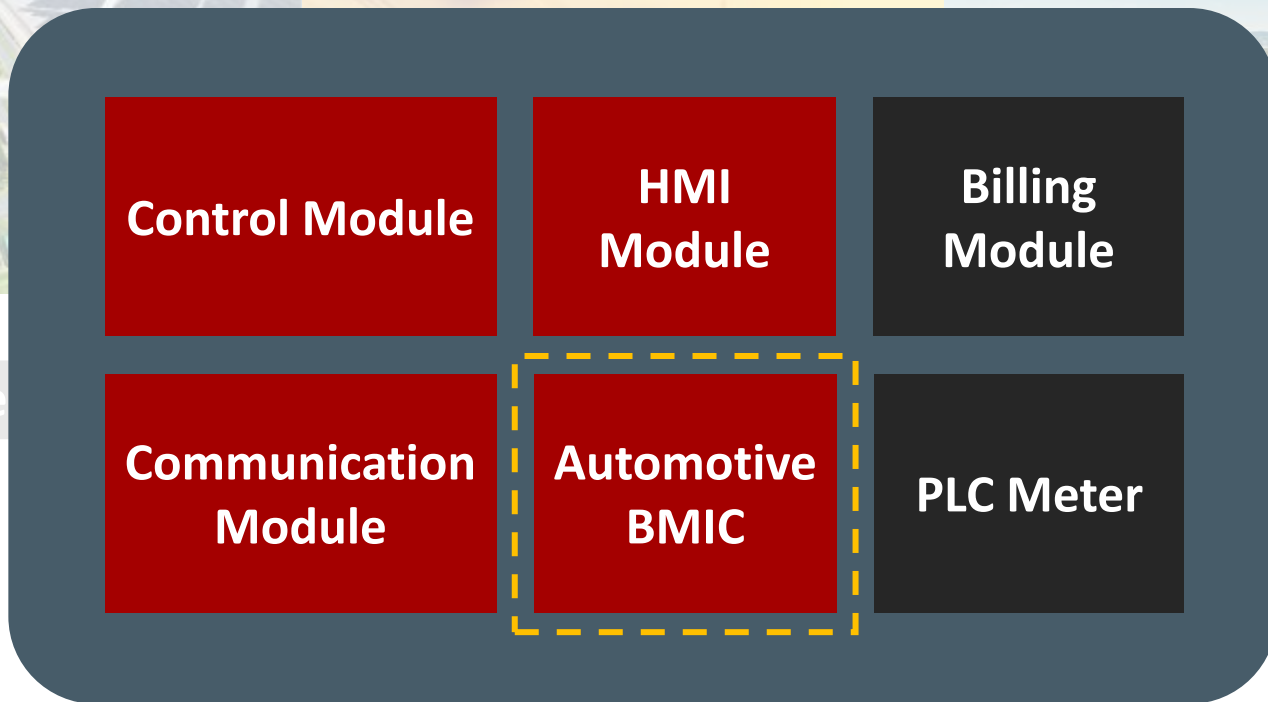 Control Module
HMI
Module
Billing
Module
Communication
Module
Automotive
BMIC
PLC Meter